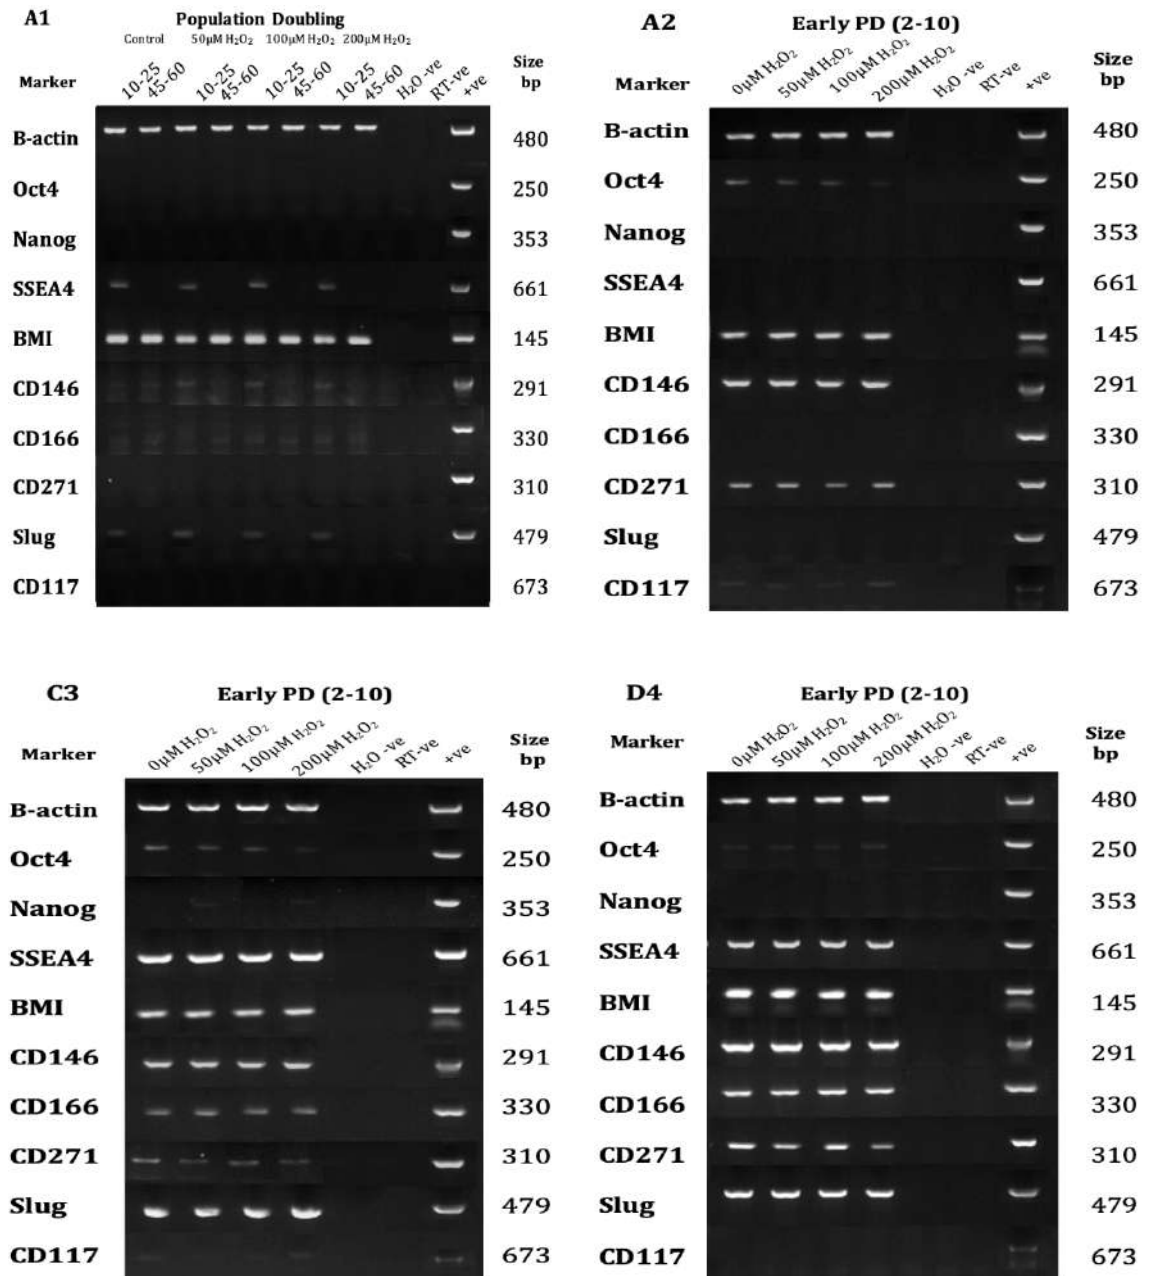 A1
Population Doubling
Control 50µM H₂O₂ 100µM H₂O₂ 200µM H₂O₂
Marker 10-25 45-60 10-25 45-60 10-25 45-60 10-25 45-60 H₂O -ve RT-ve +ve Size bp
B-actin 480
Oct4 250
Nanog 353
SSEA4 661
BMI 145
CD146 291
CD166 330
CD271 310
Slug 479
CD117 673
A2 Early PD (2-10)
Marker 0µM H₂O₂ 50µM H₂O₂ 100µM H₂O₂ 200µM H₂O₂ H₂O -ve RT-ve +ve Size bp
B-actin 480
Oct4 250
Nanog 353
SSEA4 661
BMI 145
CD146 291
CD166 330
CD271 310
Slug 479
CD117 673
C3 Early PD (2-10)
Marker 0µM H₂O₂ 50µM H₂O₂ 100µM H₂O₂ 200µM H₂O₂ H₂O -ve RT-ve +ve Size bp
B-actin 480
Oct4 250
Nanog 353
SSEA4 661
BMI 145
CD146 291
CD166 330
CD271 310
Slug 479
CD117 673
D4 Early PD (2-10)
Marker 0µM H₂O₂ 50µM H₂O₂ 100µM H₂O₂ 200µM H₂O₂ H₂O -ve RT-ve +ve Size bp
B-actin 480
Oct4 250
Nanog 353
SSEA4 661
BMI 145
CD146 291
CD166 330
CD271 310
Slug 479
CD117 673